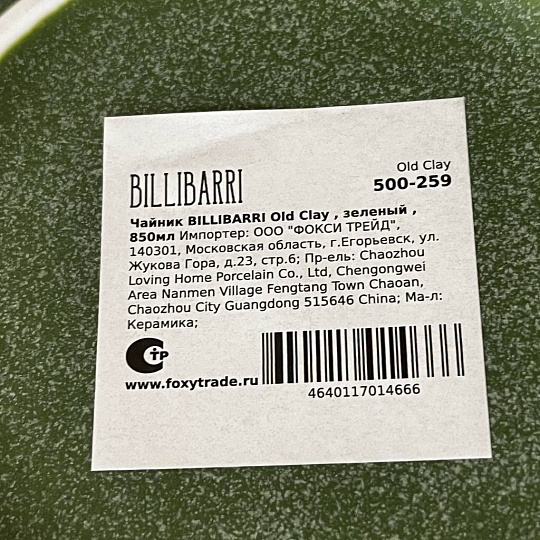 BILLIBARRI
Old Clay
500-259
Чайник BILLIBARRI Old Clay , зеленый ,
850мл Импортер: ООО "ФОКСИ ТРЕЙД",
140301, Московская область, г.Егорьевск, ул.
Жукова Гора, д.23, стр.6; Пр-ель: Chaozhou
Loving Home Porcelain Co., Ltd, Chengongwei
Area Nanmen Village Fengtang Town Chaoan,
Chaozhou City Guangdong 515646 China; Ма-л:
Керамика;
СТР
www.foxytrade.ru
4640117014666